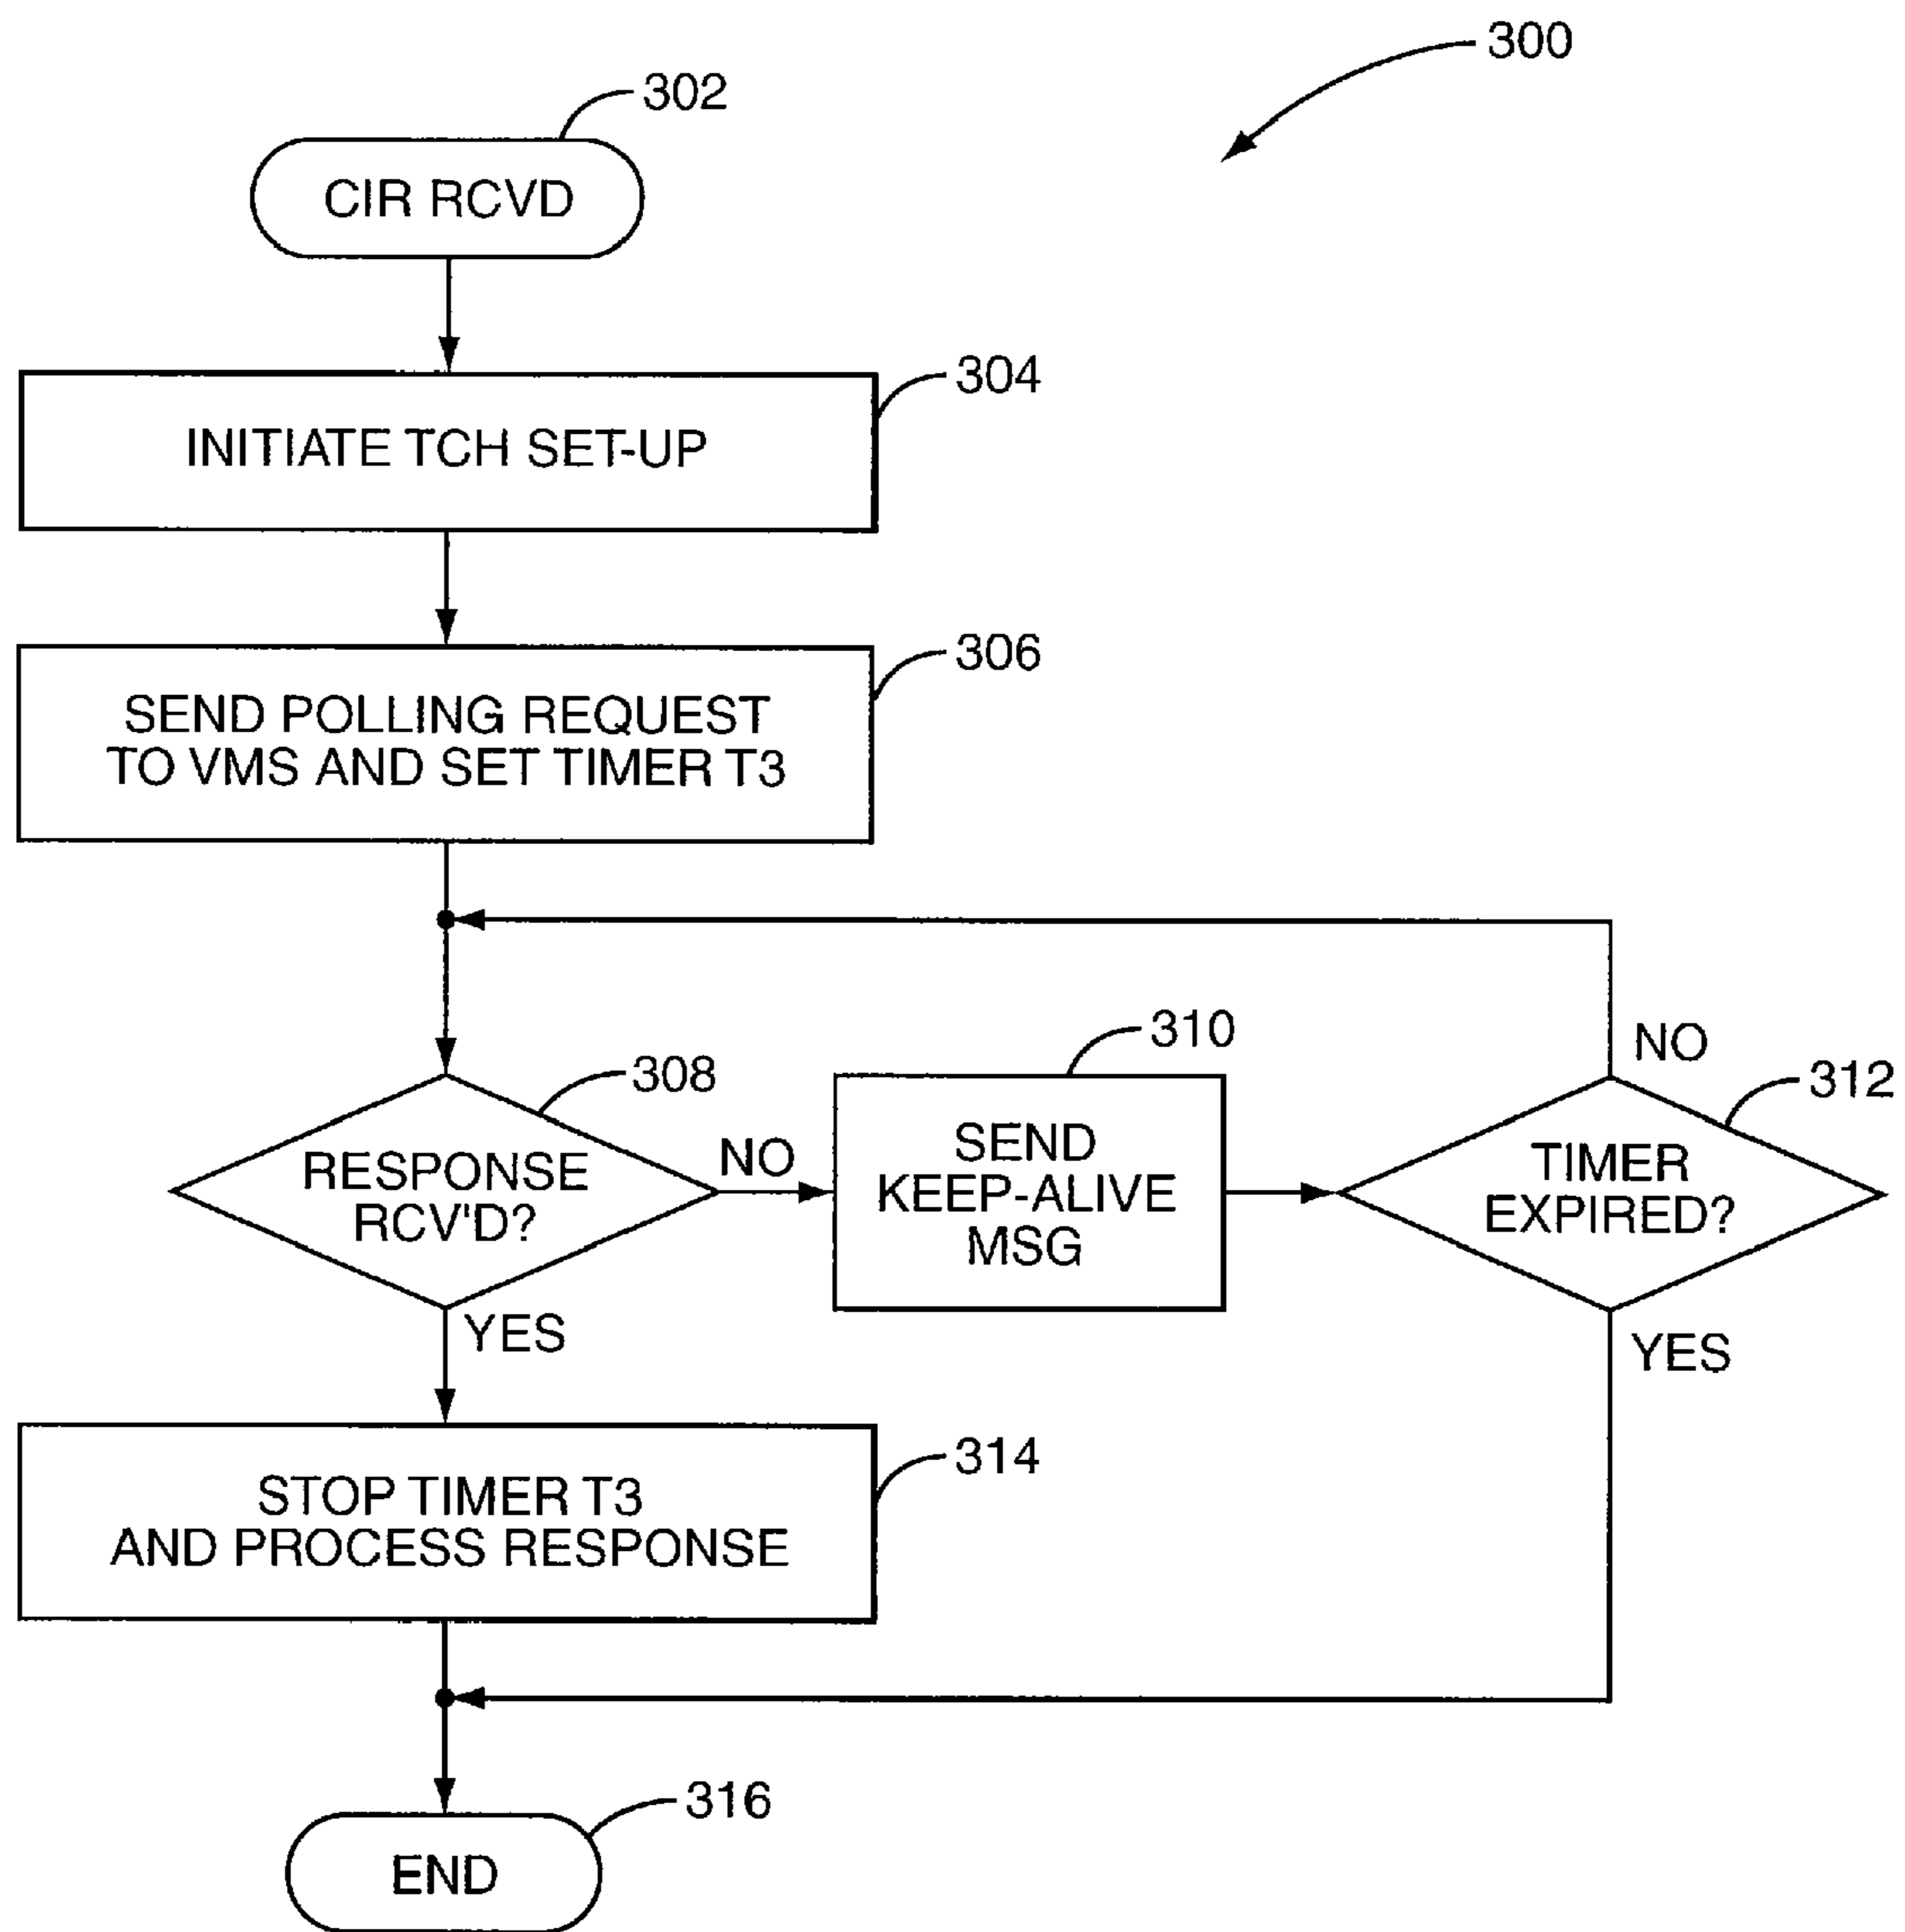 300
302
CIR RCVD
304
INITIATE TCH SET-UP
306
SEND POLLING REQUEST
TO VMS AND SET TIMER T3
308
RESPONSE
RCV'D?
NO
YES
310
SEND
KEEP-ALIVE
MSG
NO
312
TIMER
EXPIRED?
YES
314
STOP TIMER T3
AND PROCESS RESPONSE
316
END